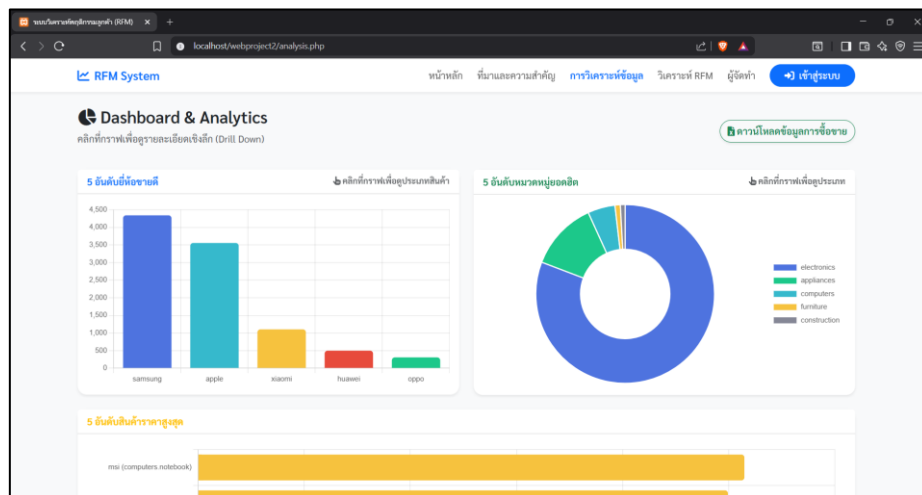 ระบบวิเคราะห์พฤติกรรมลูกค้า (RFM)
localhost/webproject2/analysis.php
RFM System
หน้าหลัก ที่มาและความสำคัญ การวิเคราะห์ข้อมูล วิเคราะห์ RFM ผู้จัดทำ เข้าสู่ระบบ
Dashboard & Analytics
คลิกที่กราฟเพื่อดูรายละเอียดเชิงลึก (Drill Down)
ดาวน์โหลดข้อมูลการซื้อขาย
5 อันดับยี่ห้อขายดี
คลิกที่กราฟเพื่อดูประเภทสินค้า
4,500
4,000
3,500
3,000
2,500
2,000
1,500
1,000
500
0
samsung apple xiaomi huawei oppo
5 อันดับหมวดหมู่ยอดฮิต
คลิกที่กราฟเพื่อดูประเภท
electronics
appliances
computers
furniture
construction
5 อันดับสินค้าราคาสูงสุด
msi (computers.notebook)